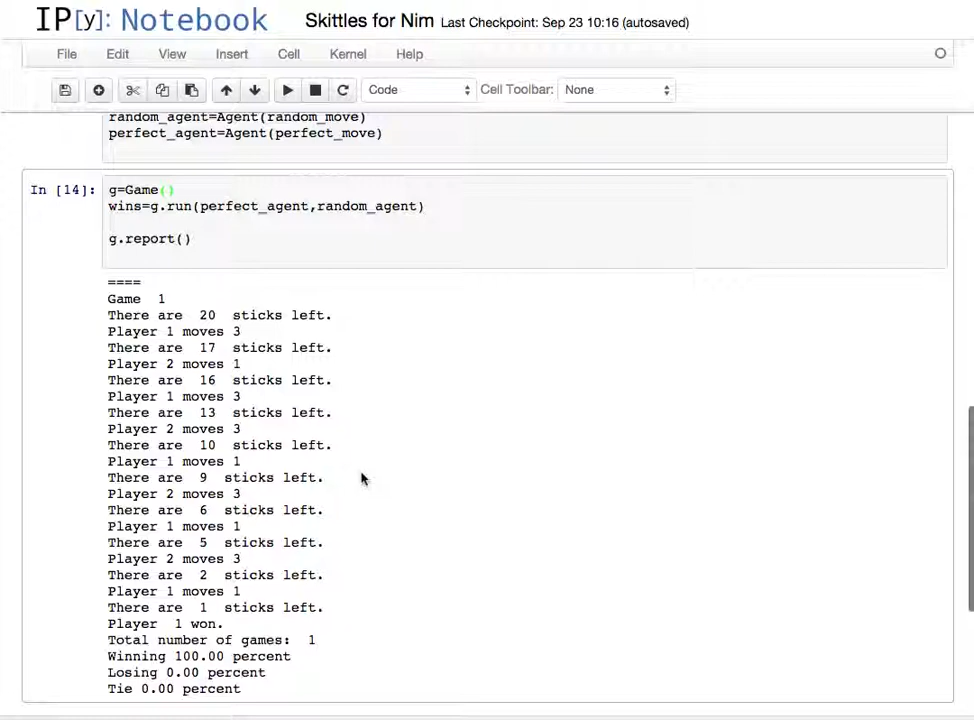 IP[y]: Notebook
Skittles for Nim Last Checkpoint: Sep 23 10:16 (autosaved)
File Edit View Insert Cell Kernel Help
Code Cell Toolbar: None
random_agent=Agent(random_move)
perfect_agent=Agent(perfect_move)
In [14]: g=Game()
wins=g.run(perfect_agent,random_agent)
g.report()
====
Game 1
There are 20 sticks left.
Player 1 moves 3
There are 17 sticks left.
Player 2 moves 1
There are 16 sticks left.
Player 1 moves 3
There are 13 sticks left.
Player 2 moves 3
There are 10 sticks left.
Player 1 moves 1
There are 9 sticks left.
Player 2 moves 3
There are 6 sticks left.
Player 1 moves 1
There are 5 sticks left.
Player 2 moves 3
There are 2 sticks left.
Player 1 moves 1
There are 1 sticks left.
Player 1 won.
Total number of games: 1
Winning 100.00 percent
Losing 0.00 percent
Tie 0.00 percent